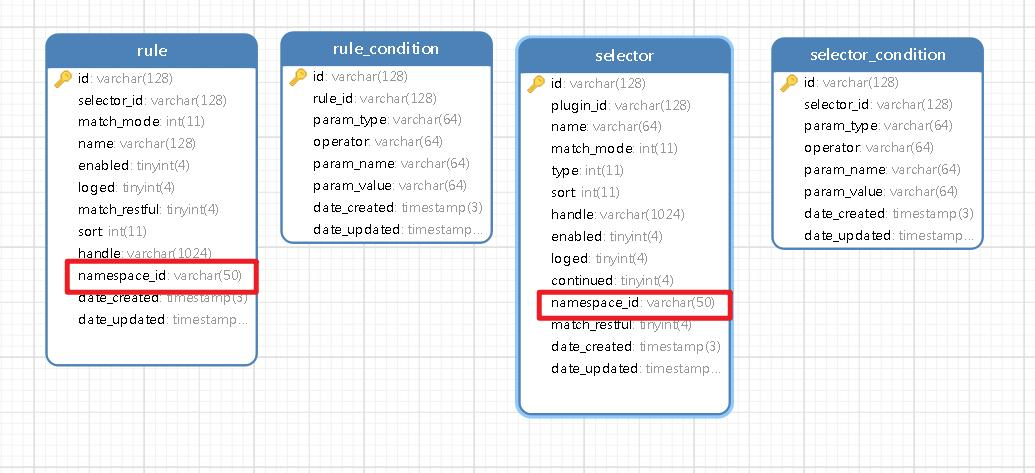 rule
id: varchar(128)
selector_id: varchar(128)
match_mode: int(11)
name: varchar(128)
enabled: tinyint(4)
loged: tinyint(4)
match_restful: tinyint(4)
sort: int(11)
handle: varchar(1024)
namespace_id: varchar(50)
date_created: timestamp(3)
date_updated: timestamp...
rule_condition
id: varchar(128)
rule_id: varchar(128)
param_type: varchar(64)
operator: varchar(64)
param_name: varchar(64)
param_value: varchar(64)
date_created: timestamp(3)
date_updated: timestamp...
selector
id: varchar(128)
plugin_id: varchar(128)
name: varchar(64)
match_mode: int(11)
type: int(11)
sort: int(11)
handle: varchar(1024)
enabled: tinyint(4)
loged: tinyint(4)
continued: tinyint(4)
namespace_id: varchar(50)
match_restful: tinyint(4)
date_created: timestamp(3)
date_updated: timestamp...
selector_condition
id: varchar(128)
selector_id: varchar(128)
param_type: varchar(64)
operator: varchar(64)
param_name: varchar(64)
param_value: varchar(64)
date_created: timestamp(3)
date_updated: timestamp...